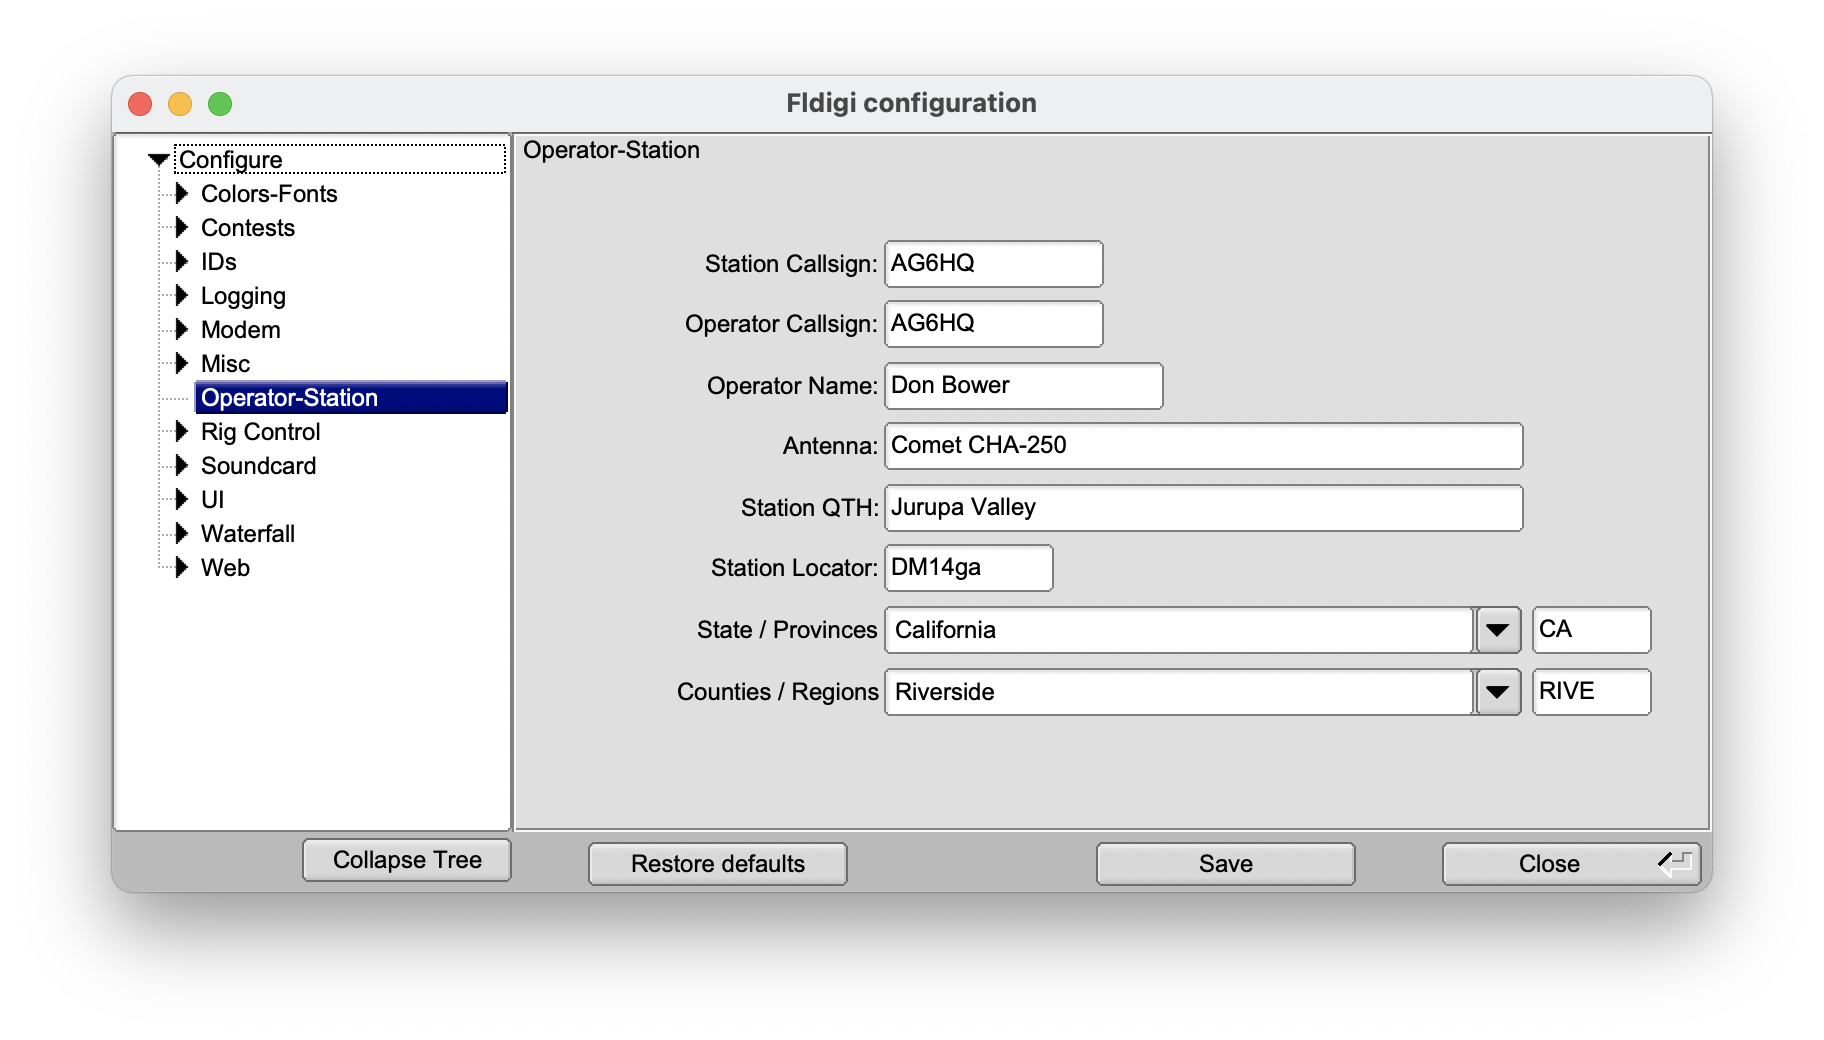 Fldigi configuration
Configure
Colors-Fonts
Contests
IDs
Logging
Modem
Misc
Operator-Station
Rig Control
Soundcard
UI
Waterfall
Web
Collapse Tree
Operator-Station
Station Callsign: AG6HQ
Operator Callsign: AG6HQ
Operator Name: Don Bower
Antenna: Comet CHA-250
Station QTH: Jurupa Valley
Station Locator: DM14ga
State / Provinces California CA
Counties / Regions Riverside RIVE
Restore defaults Save Close